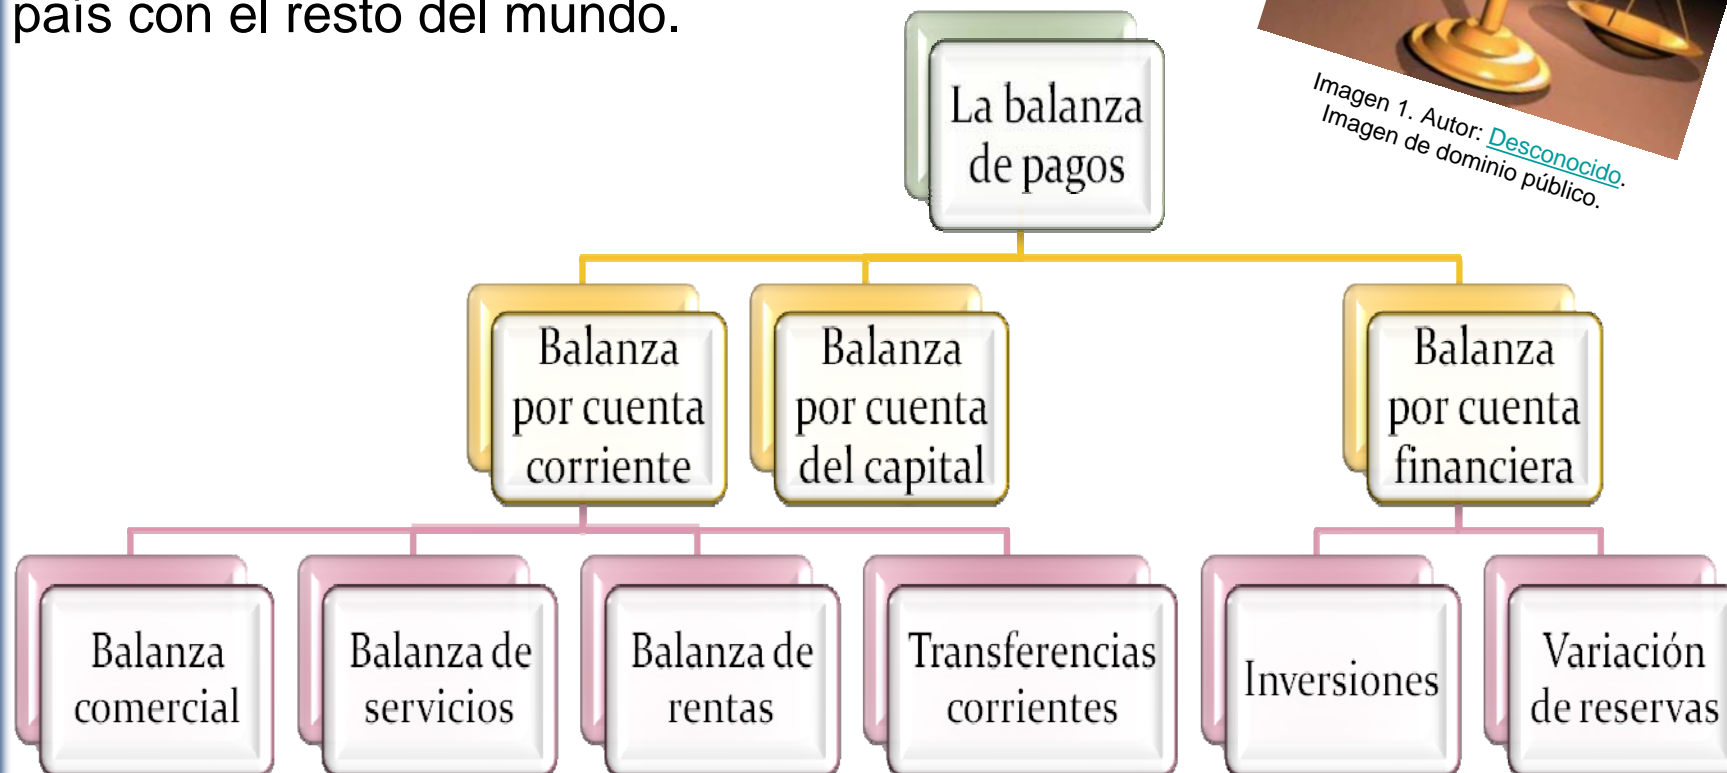 país con el resto del mundo.
La balanza
de pagos
Imagen 1. Autor: Desconocido.
Imagen de dominio público.
Balanza
por cuenta
corriente
Balanza
por cuenta
del capital
Balanza
por cuenta
financiera
Balanza
comercial
Balanza de
servicios
Balanza de
rentas
Transferencias
corrientes
Inversiones
Variación
de reservas